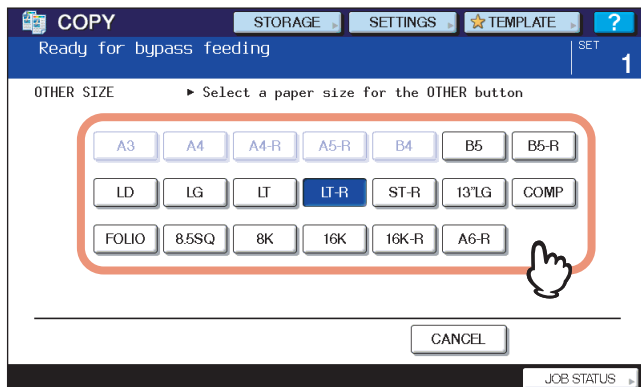 COPY STORAGE SETTINGS TEMPLATE ?
Ready for bypass feeding SET 1
OTHER SIZE ► Select a paper size for the OTHER button
A3 A4 A4-R A5-R B4 B5 B5-R
LD LG LT LT-R ST-R 13"LG COMP
FOLIO 8.5SQ 8K 16K 16K-R A6-R
CANCEL
JOB STATUS